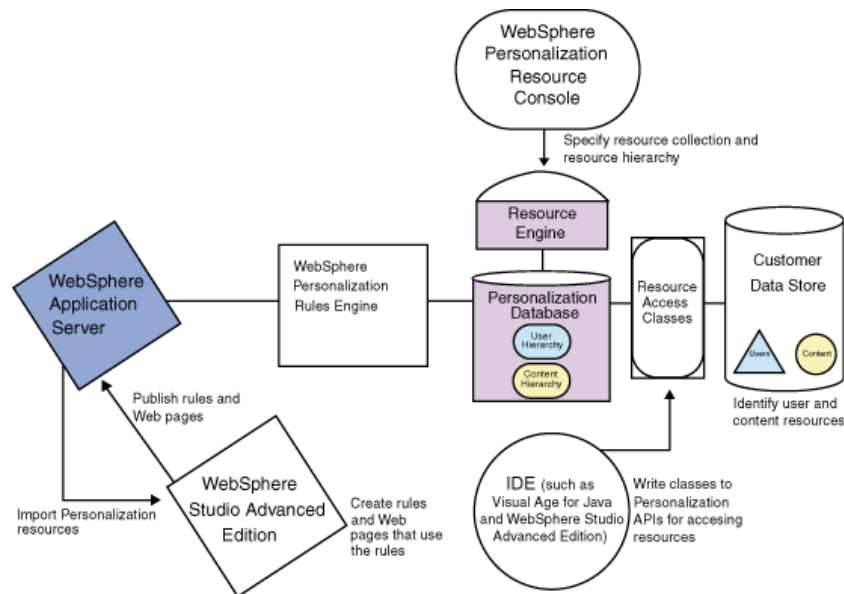 WebSphere
Personalization
Resource
Console
Specify resource collection and
resource hierarchy
Resource
Engine
WebSphere
Application
Server
WebSphere
Personalization
Rules Engine
Personalization
Database
User
Hierarchy
Content
Hierarchy
Resource
Access
Classes
Customer
Data Store
Users
Content
Identify user and
content resources
Publish rules and
Web pages
WebSphere
Studio Advanced
Edition
Import Personalization
resources
Create rules
and Web
pages that use
the rules
IDE (such as
Visual Age for Java
and WebSphere Studio
Advanced Edition)
Write classes to
Personalization
APIs for accesing
resources